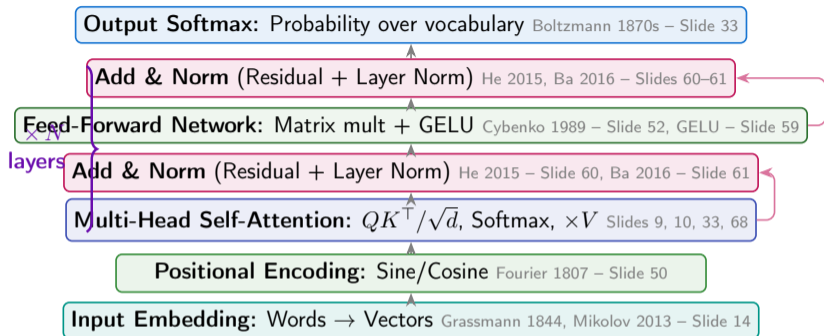 Output Softmax: Probability over vocabulary Boltzmann 1870s – Slide 33
Add & Norm (Residual + Layer Norm) He 2015, Ba 2016 – Slides 60–61
Feed-Forward Network: Matrix mult + GELU Cybenko 1989 – Slide 52, GELU – Slide 59
×N
layers
Add & Norm (Residual + Layer Norm) He 2015 – Slide 60, Ba 2016 – Slide 61
Multi-Head Self-Attention: QK⊤/√d, Softmax, ×V Slides 9, 10, 33, 68
Positional Encoding: Sine/Cosine Fourier 1807 – Slide 50
Input Embedding: Words → Vectors Grassmann 1844, Mikolov 2013 – Slide 14